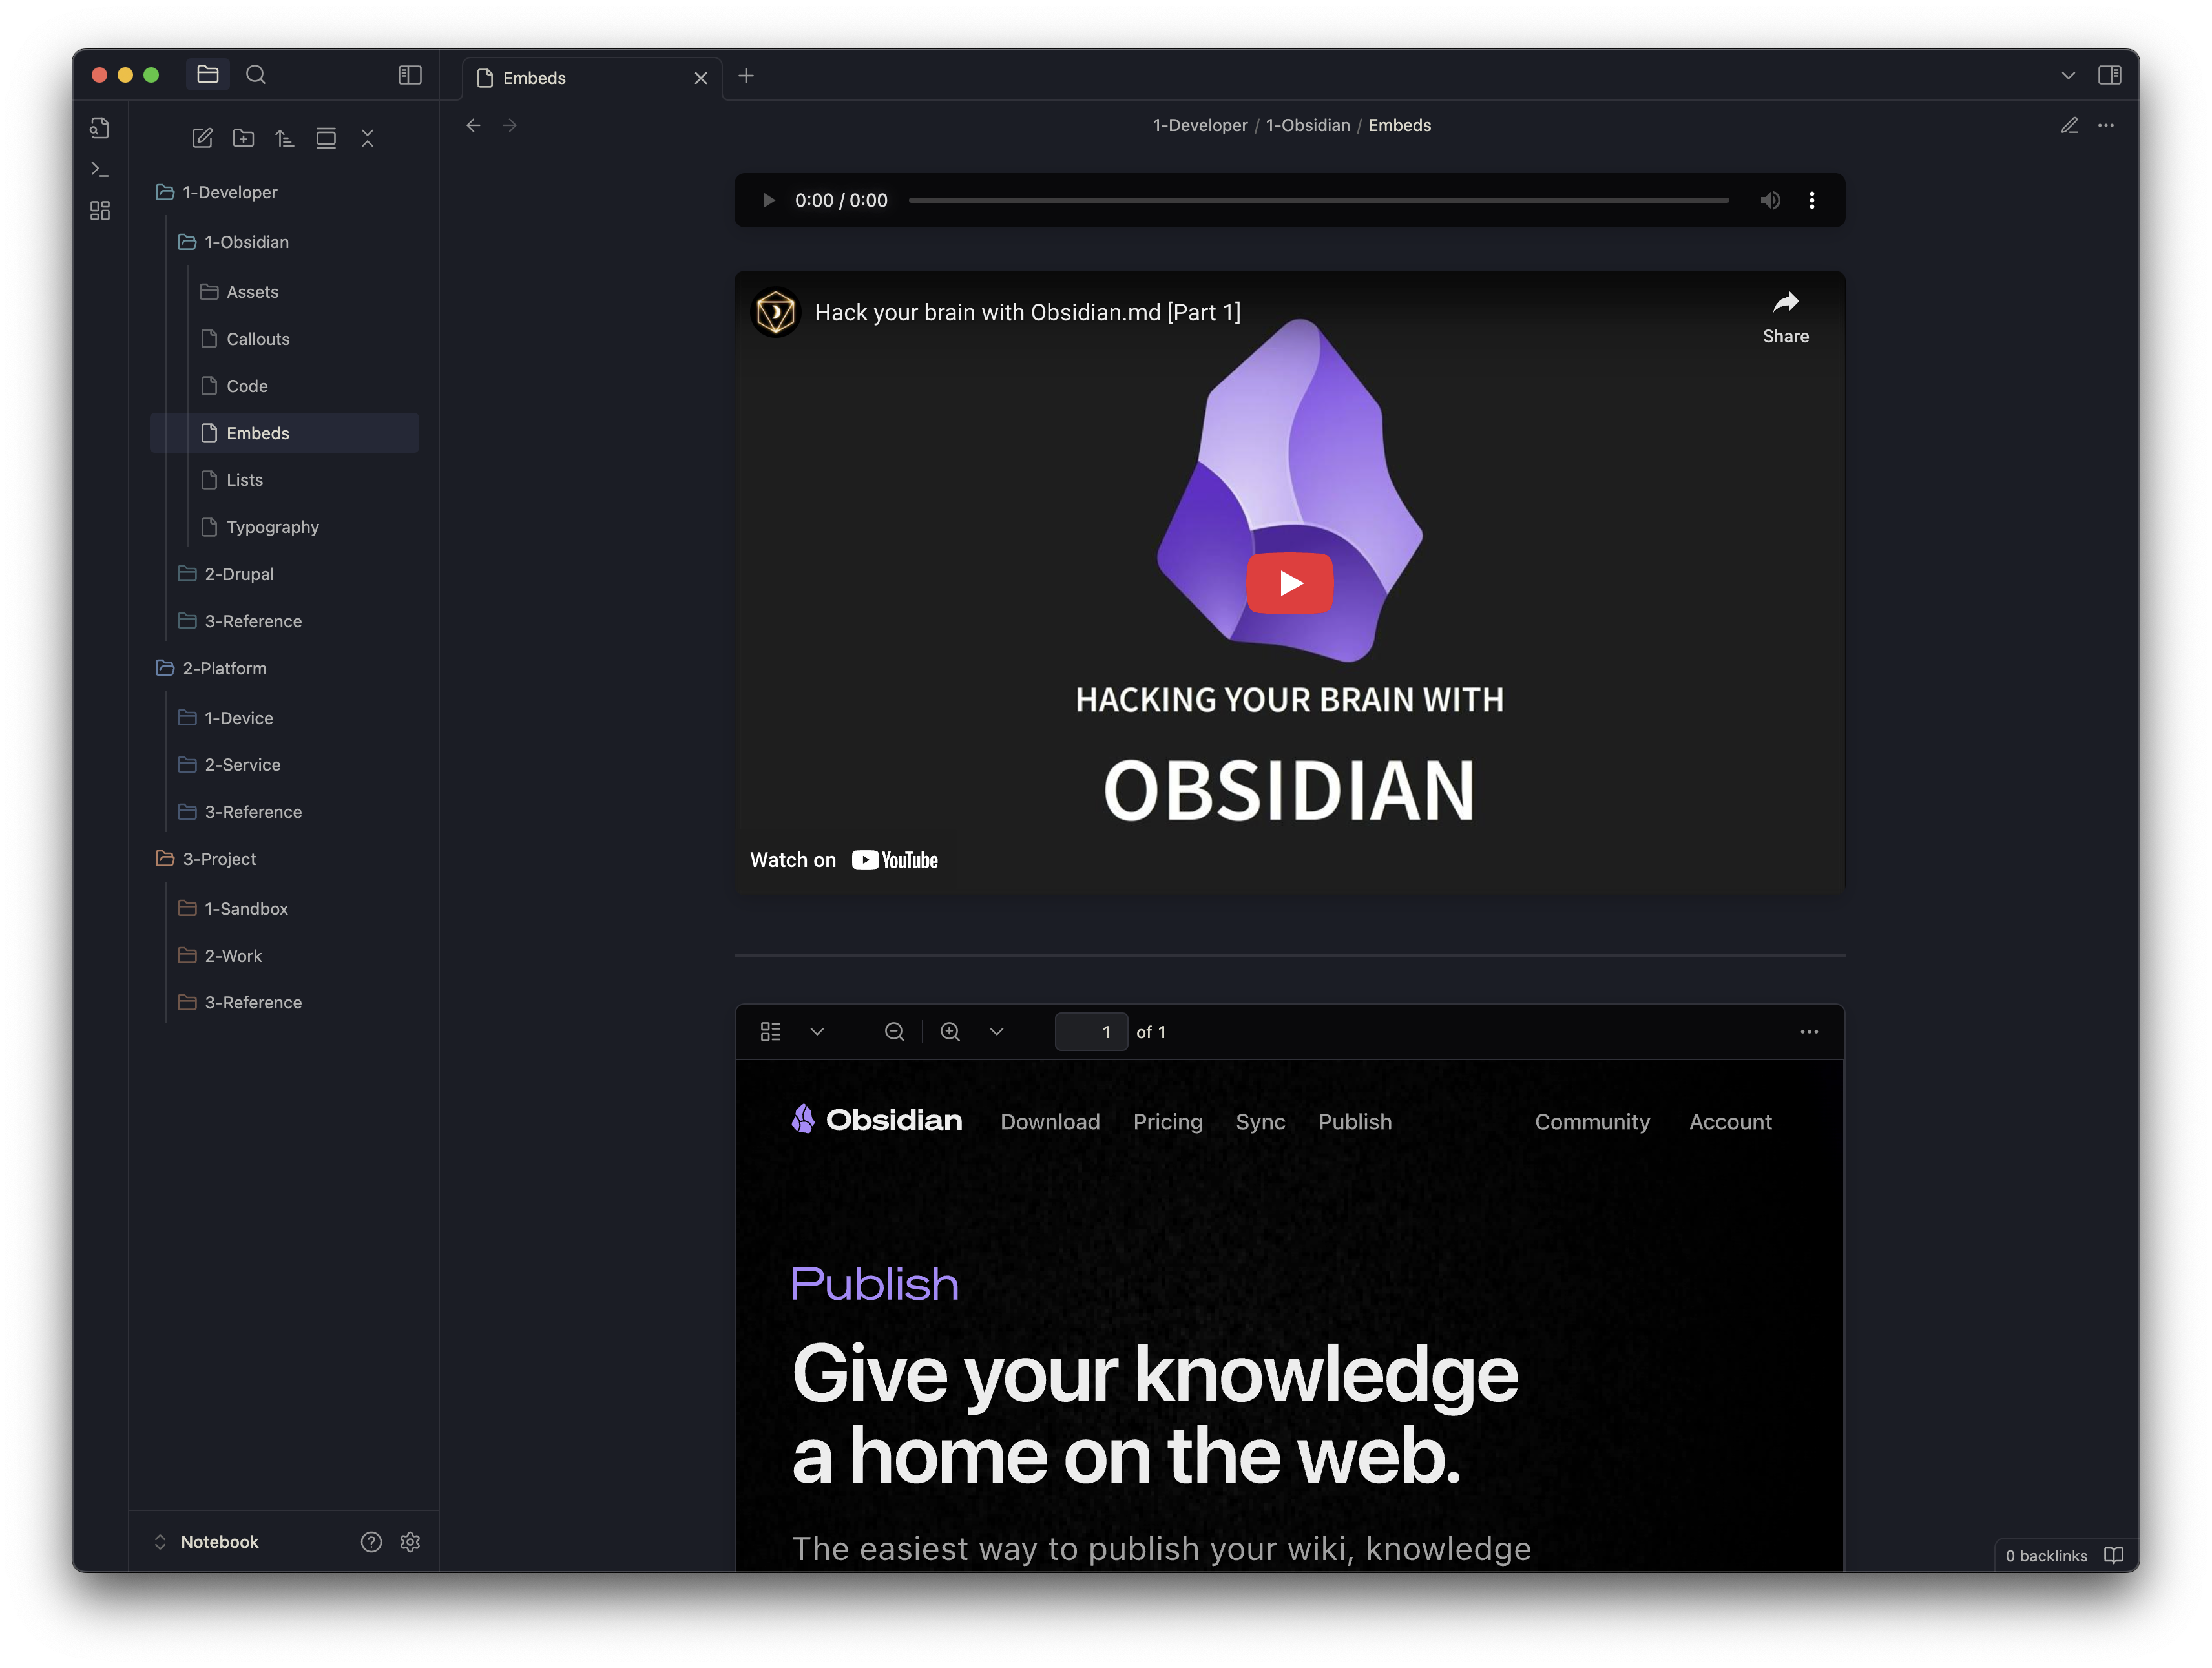 Embeds
1-Developer / 1-Obsidian / Embeds
1-Developer
1-Obsidian
Assets
Callouts
Code
Embeds
Lists
Typography
2-Drupal
3-Reference
2-Platform
1-Device
2-Service
3-Reference
3-Project
1-Sandbox
2-Work
3-Reference
Notebook
0:00 / 0:00
Hack your brain with Obsidian.md [Part 1]
Share
HACKING YOUR BRAIN WITH
OBSIDIAN
Watch on YouTube
1 of 1
Obsidian Download Pricing Sync Publish Community Account
Publish
Give your knowledge
a home on the web.
The easiest way to publish your wiki, knowledge
0 backlinks